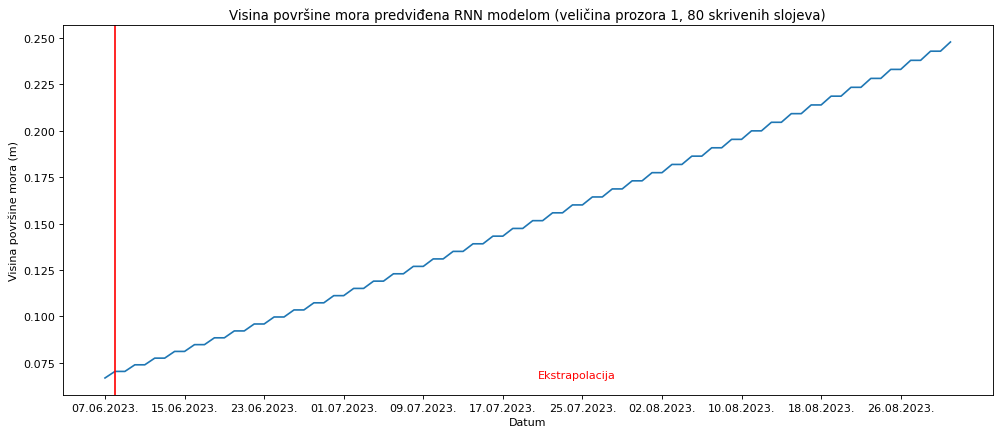 Visina površine mora predviđena RNN modelom (veličina prozora 1, 80 skrivenih slojeva)
Visina površine mora (m)
0.250
0.225
0.200
0.175
0.150
0.125
0.100
0.075
Ekstrapolacija
07.06.2023. 15.06.2023. 23.06.2023. 01.07.2023. 09.07.2023. 17.07.2023. 25.07.2023. 02.08.2023. 10.08.2023. 18.08.2023. 26.08.2023.
Datum